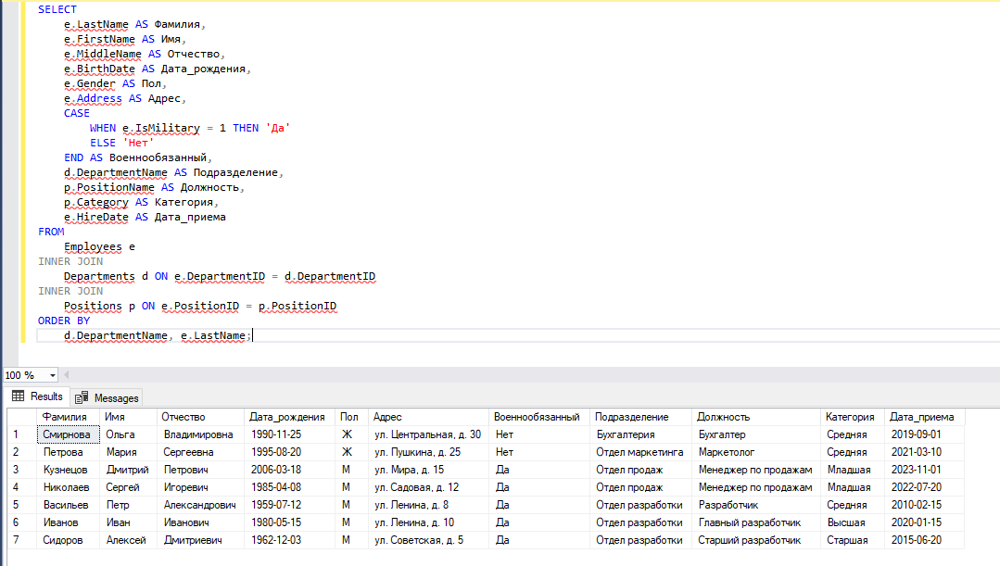 SELECT
e.LastName AS Фамилия,
e.FirstName AS Имя,
e.MiddleName AS Отчество,
e.BirthDate AS Дата_рождения,
e.Gender AS Пол,
e.Address AS Адрес,
CASE
WHEN e.IsMilitary = 1 THEN 'Да'
ELSE 'Нет'
END AS Военнообязанный,
d.DepartmentName AS Подразделение,
p.PositionName AS Должность,
p.Category AS Категория,
e.HireDate AS Дата_приема
FROM
Employees e
INNER JOIN
Departments d ON e.DepartmentID = d.DepartmentID
INNER JOIN
Positions p ON e.PositionID = p.PositionID
ORDER BY
d.DepartmentName, e.LastName;
100 %
Results Messages
Фамилия Имя Отчество Дата_рождения Пол Адрес Военнообязанный Подразделение Должность Категория Дата_приема
1 Смирнова Ольга Владимировна 1990-11-25 Ж ул. Центральная, д. 30 Нет Бухгалтерия Бухгалтер Средняя 2019-09-01
2 Петрова Мария Сергеевна 1995-08-20 Ж ул. Пушкина, д. 25 Нет Отдел маркетинга Маркетолог Средняя 2021-03-10
3 Кузнецов Дмитрий Петрович 2006-03-18 М ул. Мира, д. 15 Да Отдел продаж Менеджер по продажам Младшая 2023-11-01
4 Николаев Сергей Игоревич 1985-04-08 М ул. Садовая, д. 12 Да Отдел продаж Менеджер по продажам Младшая 2022-07-20
5 Васильев Петр Александрович 1959-07-12 М ул. Ленина, д. 8 Да Отдел разработки Разработчик Средняя 2010-02-15
6 Иванов Иван Иванович 1980-05-15 М ул. Ленина, д. 10 Да Отдел разработки Главный разработчик Высшая 2020-01-15
7 Сидоров Алексей Дмитриевич 1962-12-03 М ул. Советская, д. 5 Да Отдел разработки Старший разработчик Старшая 2015-06-20